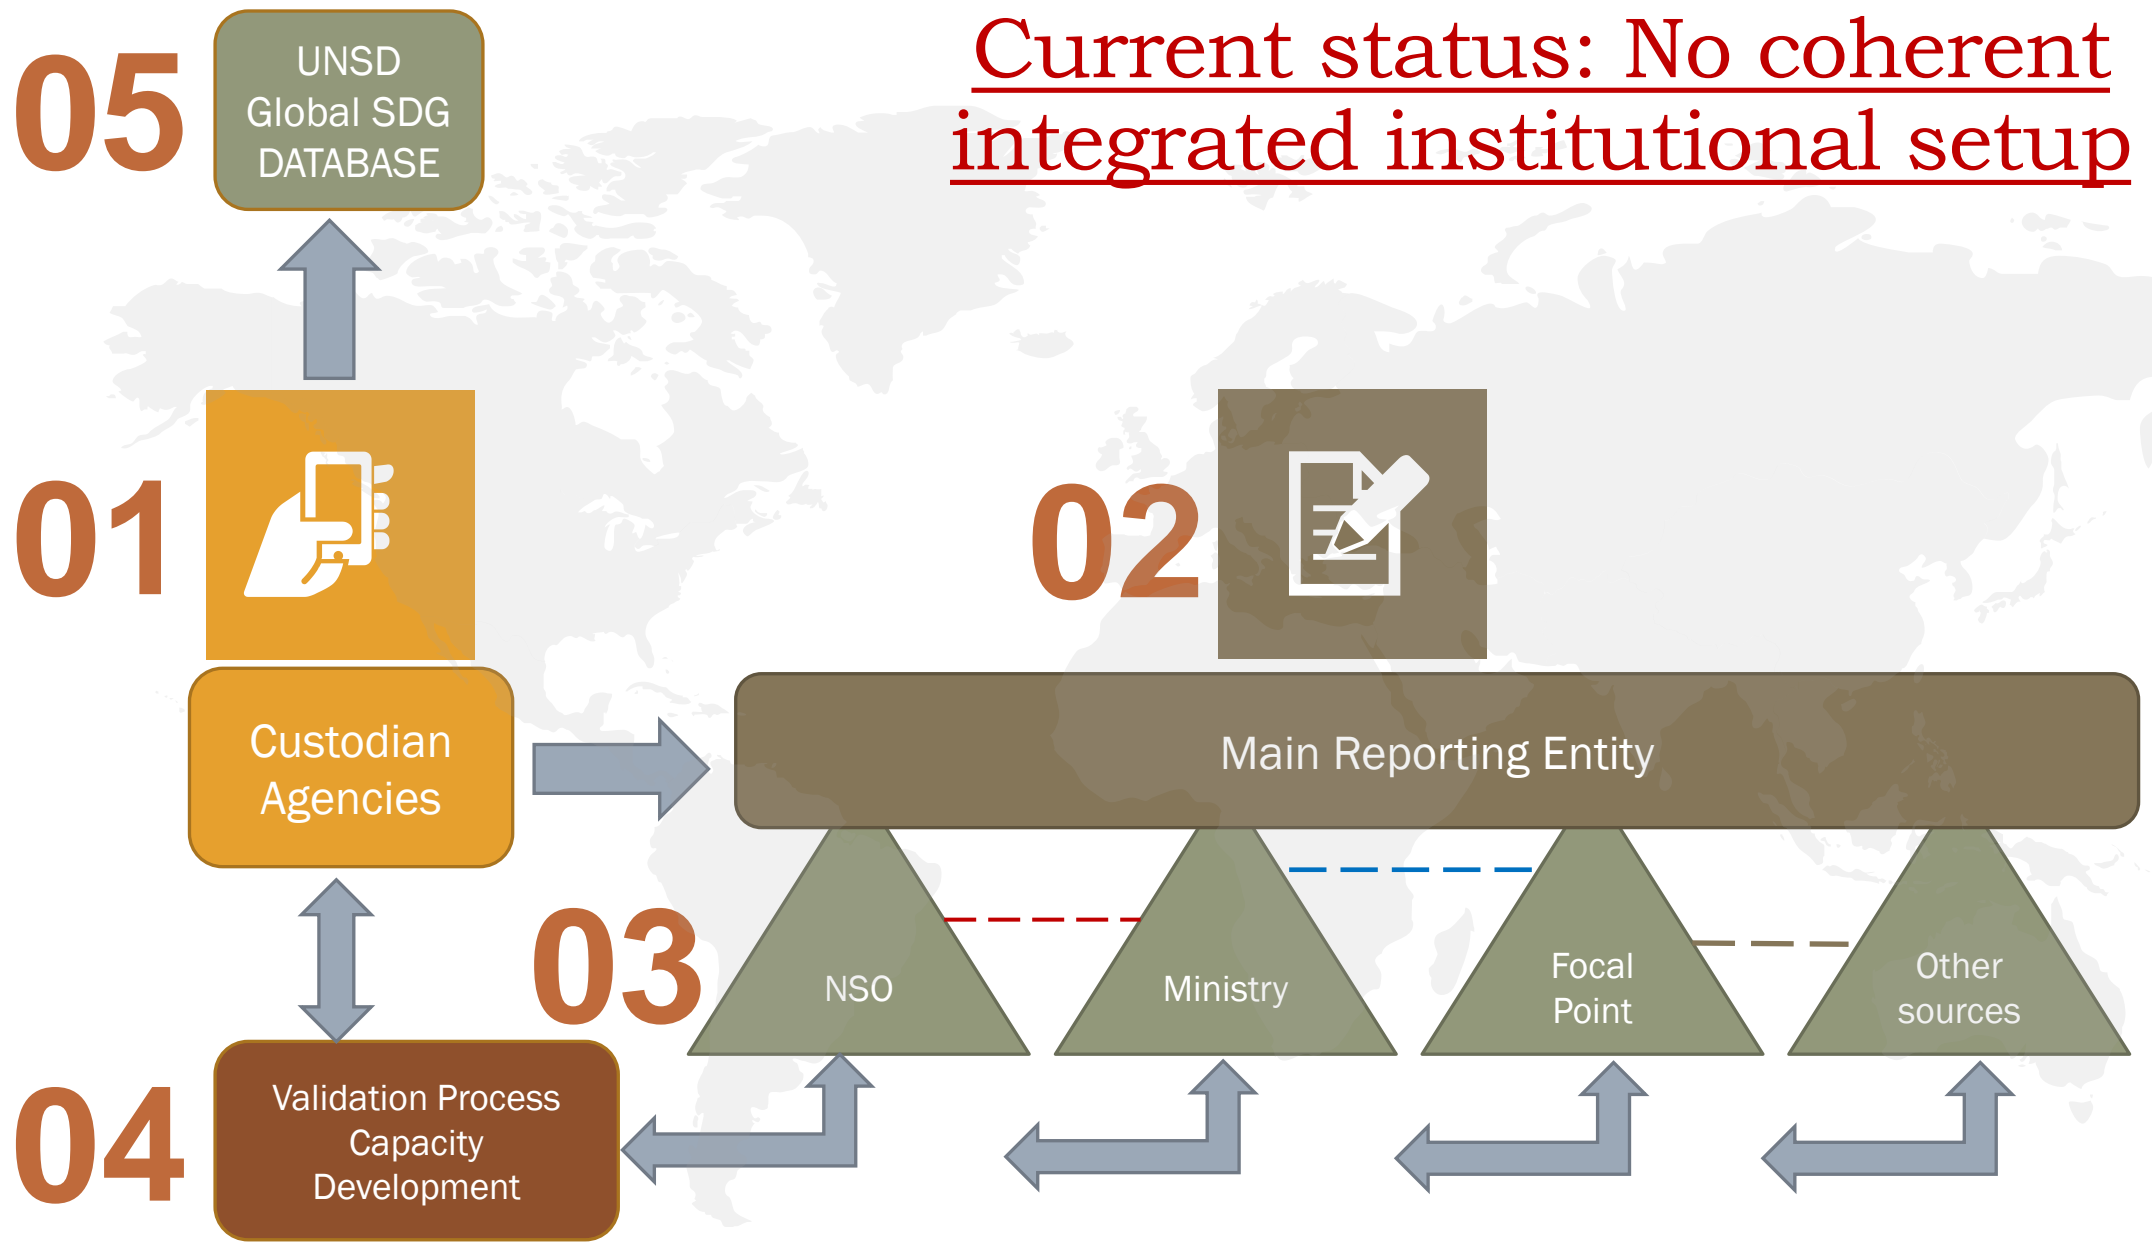 Current status: No coherent
integrated institutional setup
05
UNSD
Global SDG
DATABASE
01
02
Custodian
Agencies
Main Reporting Entity
03
NSO
Ministry
Focal
Point
Other
sources
04
Validation Process
Capacity
Development